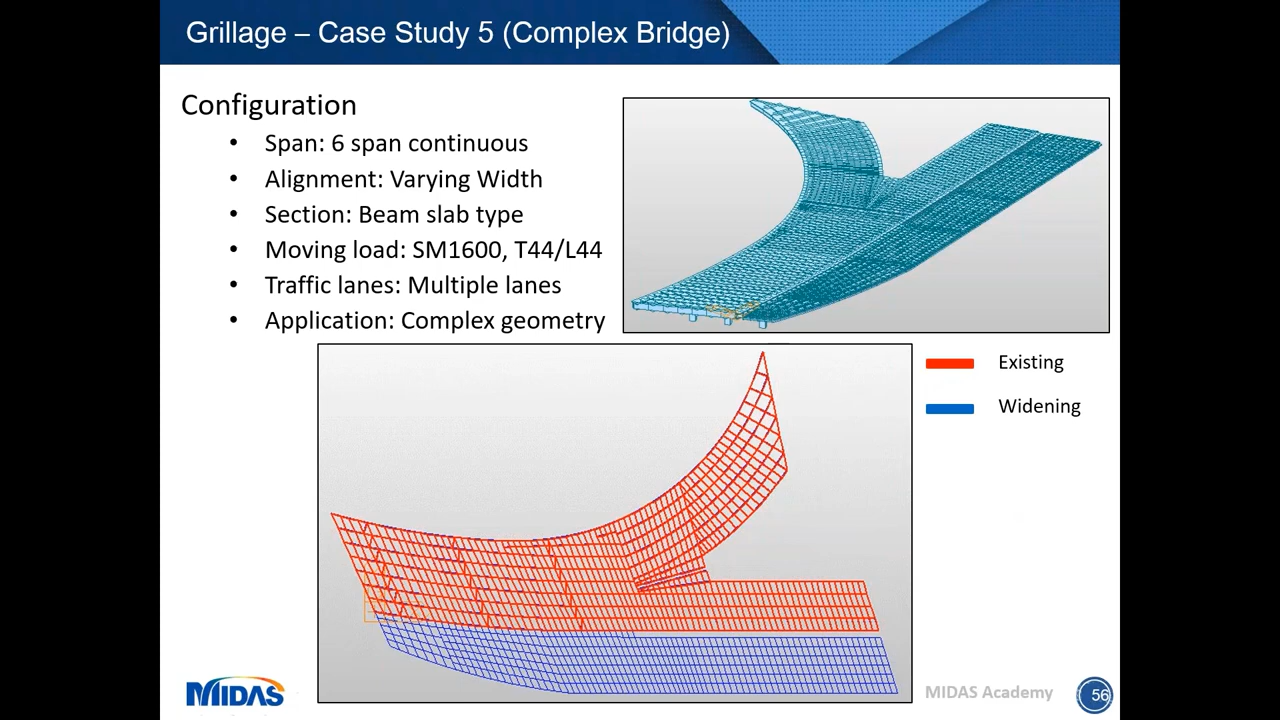 Grillage – Case Study 5 (Complex Bridge)
Configuration
• Span: 6 span continuous
• Alignment: Varying Width
• Section: Beam slab type
• Moving load: SM1600, T44/L44
• Traffic lanes: Multiple lanes
• Application: Complex geometry
Existing
Widening
MIDAS
MIDAS Academy
56